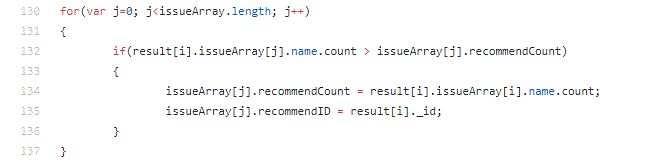 130 for(var j=0; j<issueArray.length; j++)
131 {
132 if(result[i].issueArray[j].name.count > issueArray[j].recommendCount)
133 {
134 issueArray[j].recommendCount = result[i].issueArray[i].name.count;
135 issueArray[j].recommendID = result[i]._id;
136 }
137 }